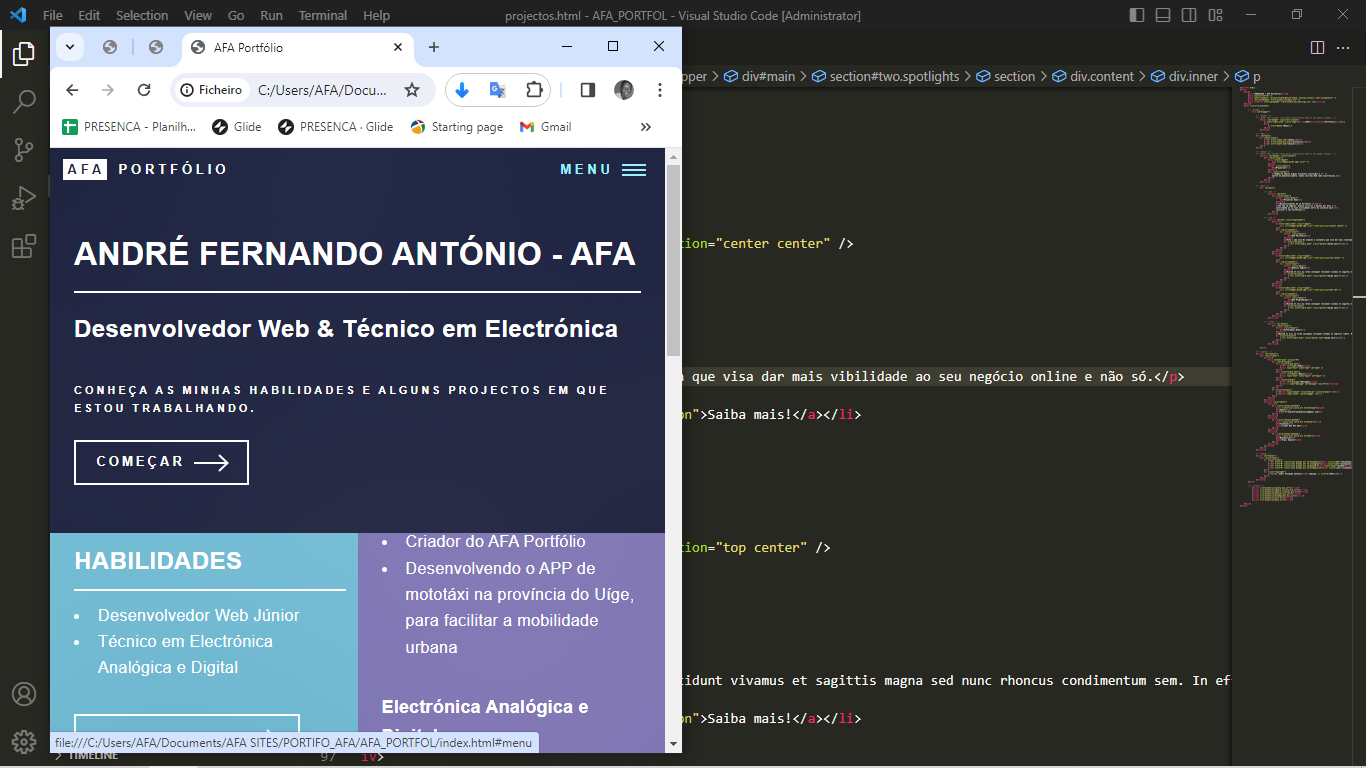 File Edit Selection View Go Run Terminal Help
projectos.html - AFA_PORTFOL - Visual Studio Code [Administrator]
AFA Portfólio
Ficheiro
C:/Users/AFA/Docu...
PRESENCA - Planilh...
Glide
PRESENCA · Glide
Starting page
Gmail
»
AFA PORTFÓLIO
MENU
ANDRÉ FERNANDO ANTÓNIO - AFA
Desenvolvedor Web & Técnico em Electrónica
CONHEÇA AS MINHAS HABILIDADES E ALGUNS PROJECTOS EM QUE
ESTOU TRABALHANDO.
COMEÇAR
HABILIDADES
• Desenvolvedor Web Júnior
• Técnico em Electrónica
Analógica e Digital
• Criador do AFA Portfólio
• Desenvolvendo o APP de
mototáxi na província do Uíge,
para facilitar a mobilidade
urbana
Electrónica Analógica e
file:///C:/Users/AFA/Documents/AFA SITES/PORTIFO_AFA/AFA_PORTFOL/index.html#menu
TIMELINE
pper > div#main > section#two.spotlights > section > div.content > div.inner > p
tion="center center" />
que visa dar mais vibilidade ao seu negócio online e não só.</p>
on">Saiba mais!</a></li>
tion="top center" />
tidunt vivamus et sagittis magna sed nunc rhoncus condimentum sem. In ef
on">Saiba mais!</a></li>
97 iv>